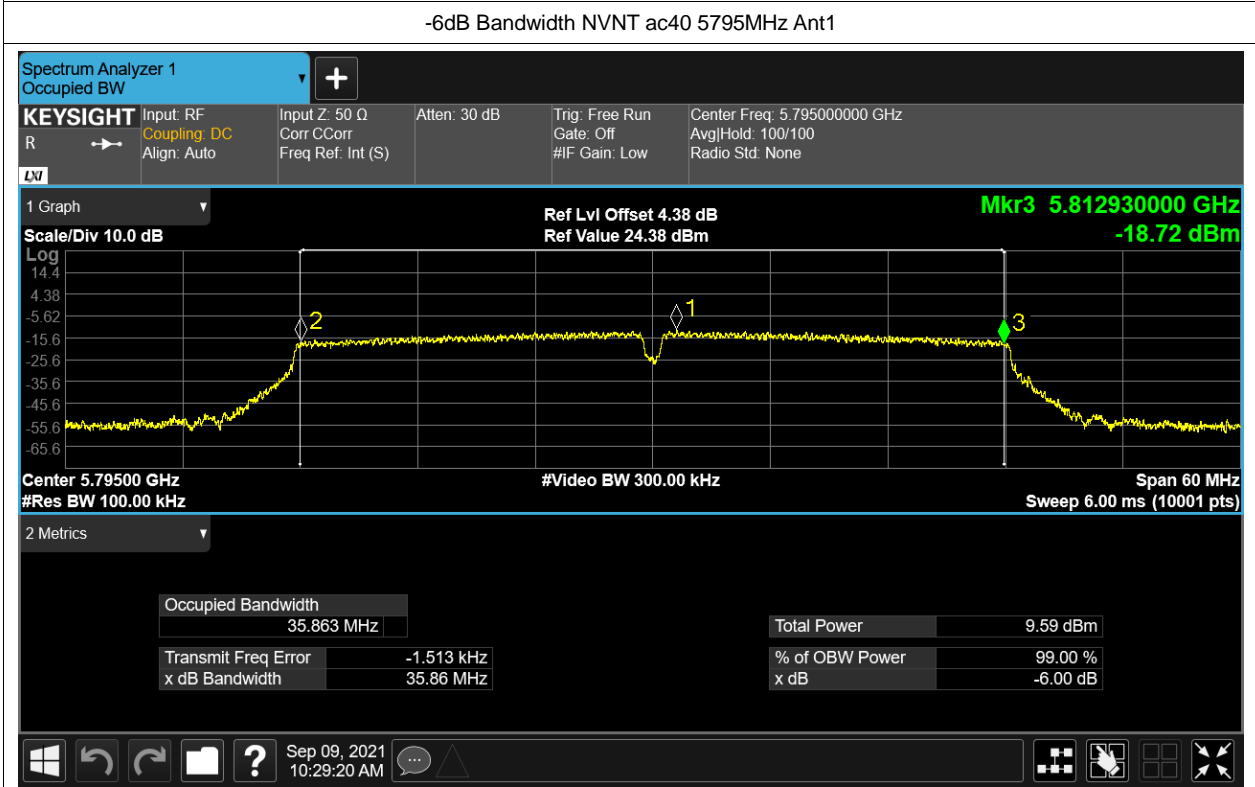 -6dB Bandwidth NVNT ac40 5795MHz Ant1
Spectrum Analyzer 1
Occupied BW
KEYSIGHT
R
LXI
Input: RF
Coupling: DC
Align: Auto
Input Z: 50 Ω
Corr CCorr
Freq Ref: Int (S)
Atten: 30 dB
Trig: Free Run
Gate: Off
#IF Gain: Low
Center Freq: 5.795000000 GHz
Avg|Hold: 100/100
Radio Std: None
1 Graph
Scale/Div 10.0 dB
Ref Lvl Offset 4.38 dB
Ref Value 24.38 dBm
Mkr3 5.812930000 GHz
-18.72 dBm
Log
14.4
4.38
-5.62
-15.6
-25.6
-35.6
-45.6
-55.6
-65.6
2
1
3
Center 5.79500 GHz
#Video BW 300.00 kHz
Span 60 MHz
#Res BW 100.00 kHz
Sweep 6.00 ms (10001 pts)
2 Metrics
Occupied Bandwidth
35.863 MHz
Total Power 9.59 dBm
Transmit Freq Error -1.513 kHz
% of OBW Power 99.00 %
x dB Bandwidth 35.86 MHz
x dB -6.00 dB
?
Sep 09, 2021
10:29:20 AM